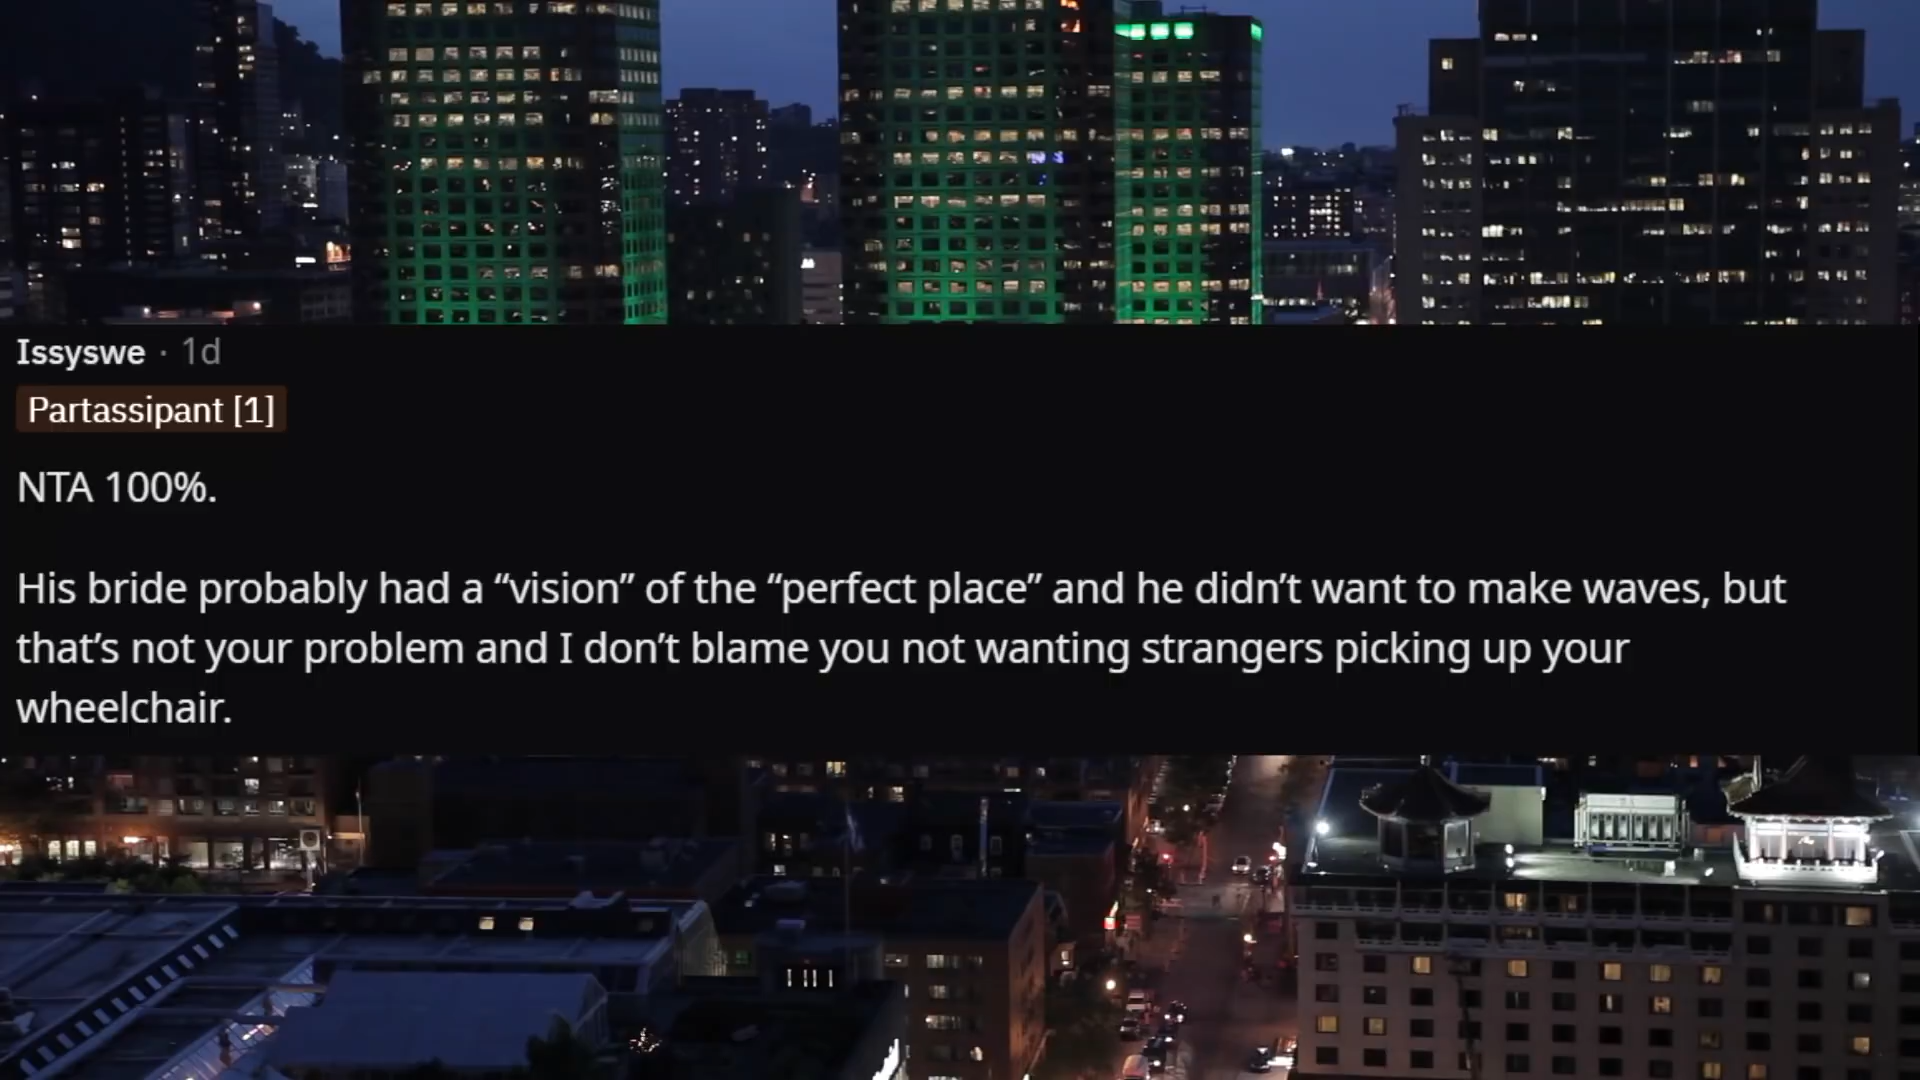 Issyswe · 1d
Partassipant [1]
NTA 100%.
His bride probably had a “vision” of the “perfect place” and he didn’t want to make waves, but
that’s not your problem and I don’t blame you not wanting strangers picking up your
wheelchair.